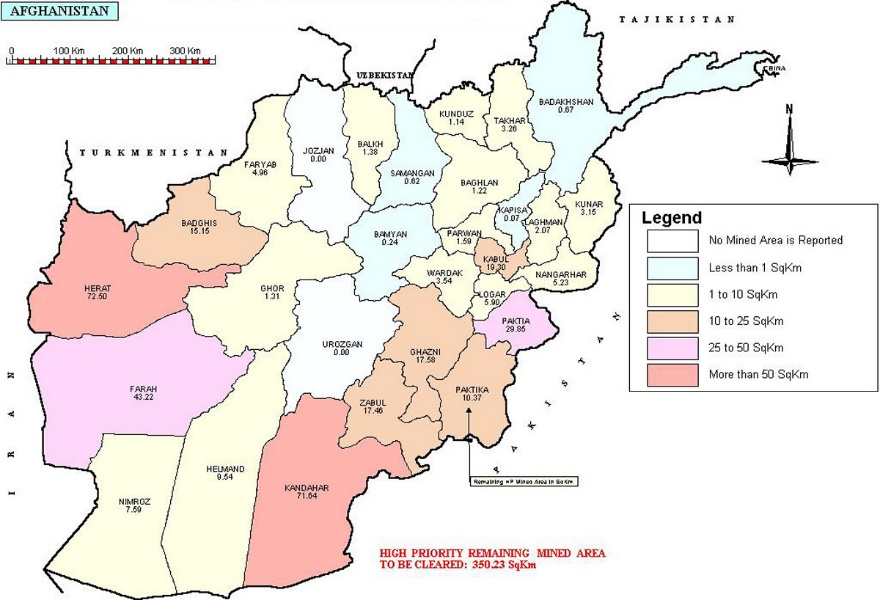 AFGHANISTAN
0 100 Km 200 Km 300 Km
TAJIKISTAN
UZBEKISTAN
CHINA
TURKMENISTAN
N
BADAKHSHAN
0.67
KUNDUZ
1.14
TAKHAR
3.26
JOZJAN
0.00
BALKH
1.38
FARYAB
4.96
SAMANGAN
0.62
BAGHLAN
1.22
KAPISA
0.07
KUNAR
3.15
LAGHMAN
2.07
BADGHIS
15.15
BAMYAN
0.24
PARWAN
1.59
KABUL
19.30
WARDAK
3.54
NANGARHAR
5.23
HERAT
72.50
GHOR
1.31
LOGAR
5.90
PAKTIA
29.85
UROZGAN
0.00
GHAZNI
17.58
FARAH
43.22
ZABUL
17.46
PAKTIKA
10.37
HELMAND
9.54
KANDAHAR
71.64
NIMROZ
7.59
IRAN
PAKISTAN
Remaining HP Mined Area in SqKm
Legend
No Mined Area is Reported
Less than 1 SqKm
1 to 10 SqKm
10 to 25 SqKm
25 to 50 SqKm
More than 50 SqKm
HIGH PRIORITY REMAINING MINED AREA
TO BE CLEARED: 350.23 SqKm